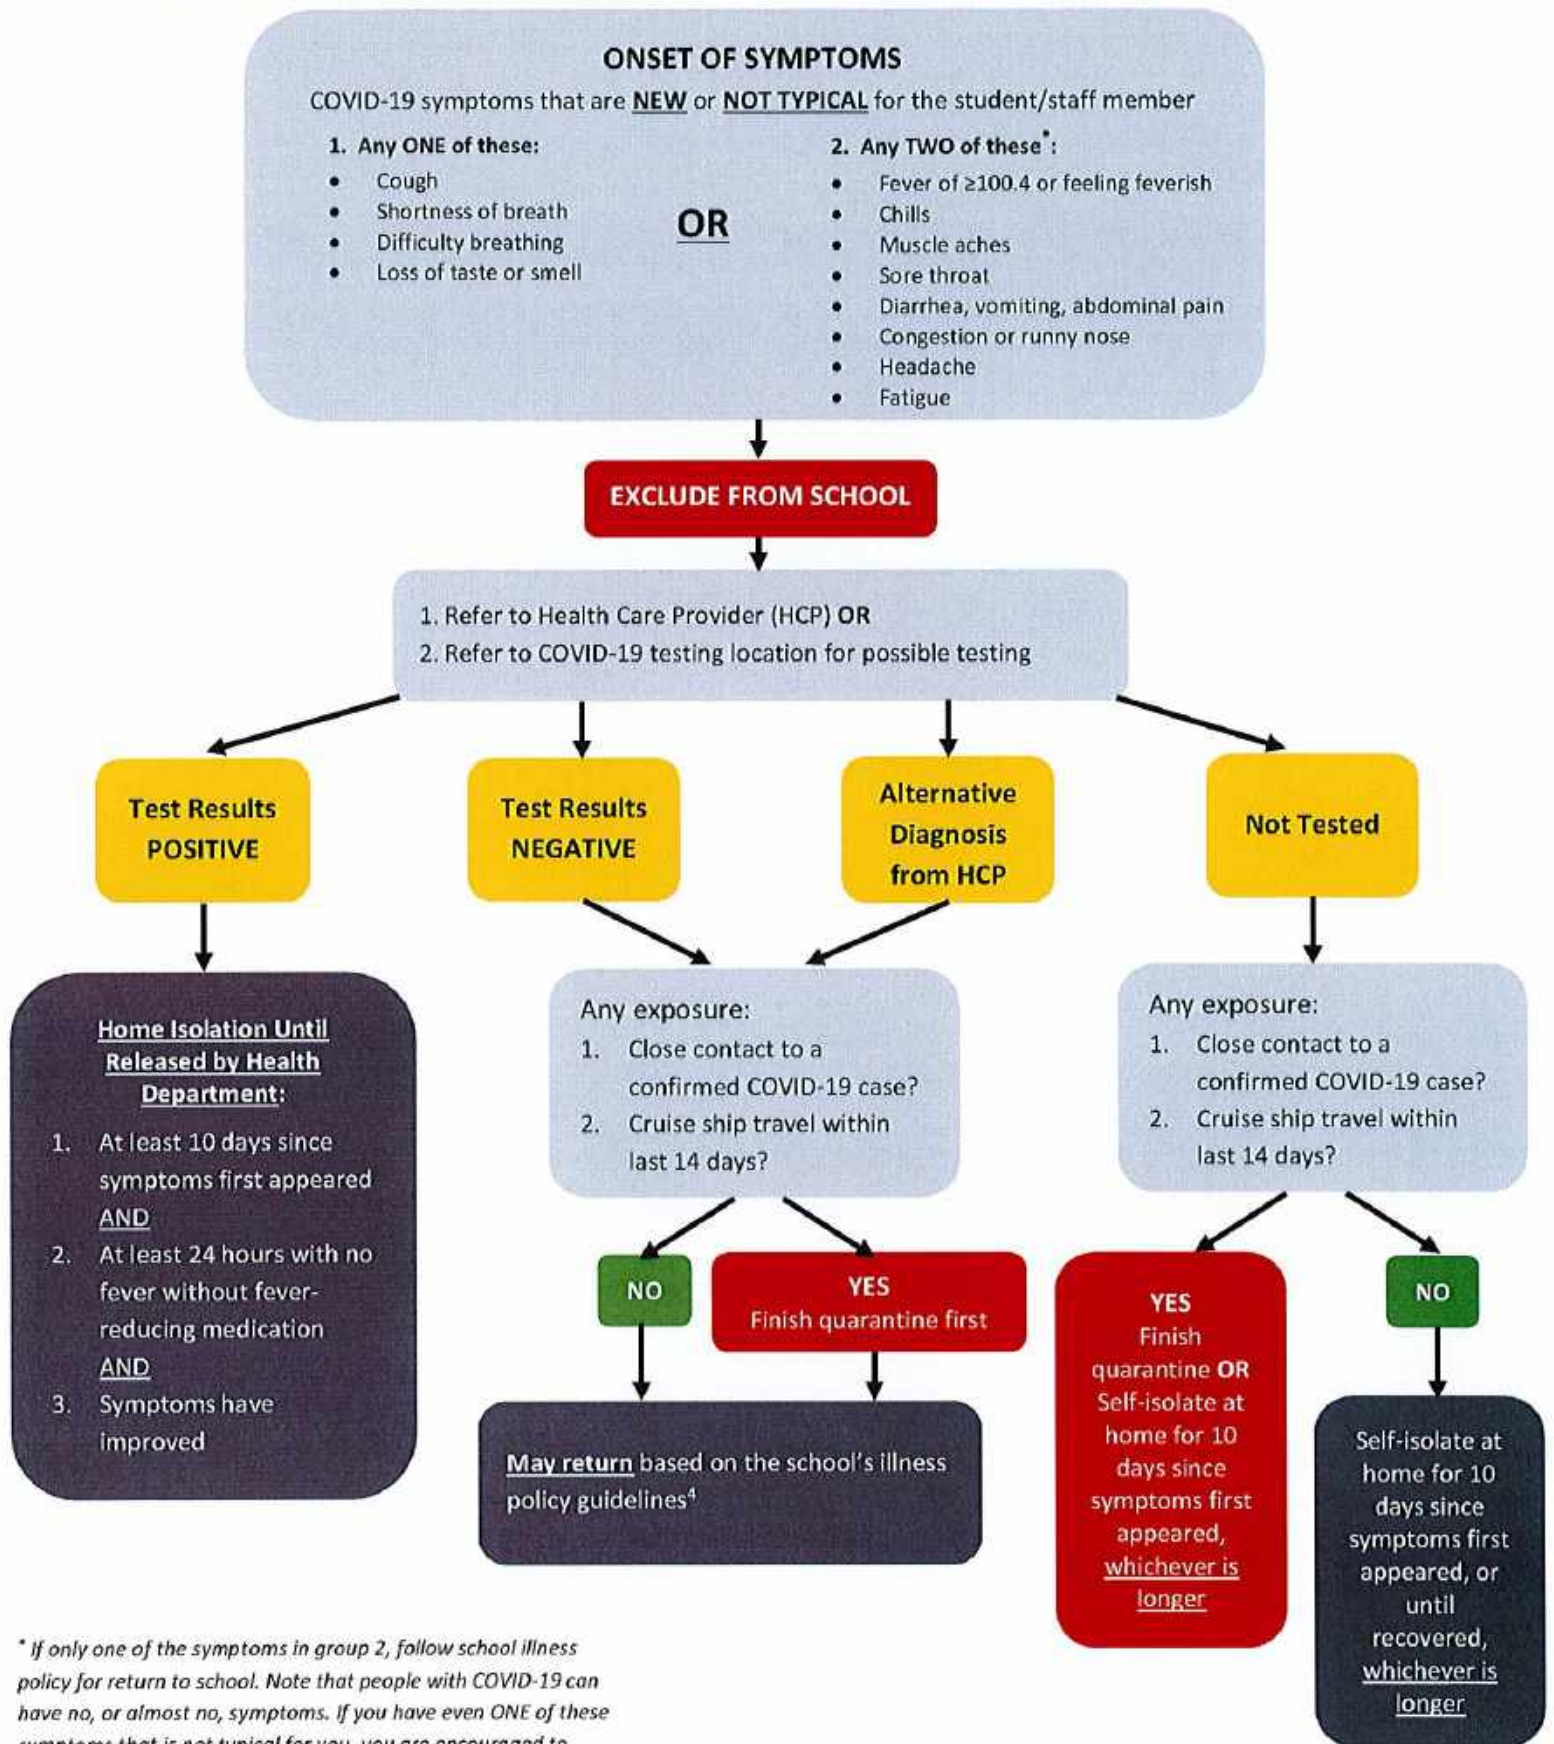 ONSET OF SYMPTOMS
COVID-19 symptoms that are NEW or NOT TYPICAL for the student/staff member
1. Any ONE of these:
• Cough
• Shortness of breath
• Difficulty breathing
• Loss of taste or smell
OR
2. Any TWO of these*:
• Fever of ≥100.4 or feeling feverish
• Chills
• Muscle aches
• Sore throat
• Diarrhea, vomiting, abdominal pain
• Congestion or runny nose
• Headache
• Fatigue
EXCLUDE FROM SCHOOL
1. Refer to Health Care Provider (HCP) OR
2. Refer to COVID-19 testing location for possible testing
Test Results
POSITIVE
Test Results
NEGATIVE
Alternative
Diagnosis
from HCP
Not Tested
Home Isolation Until
Released by Health
Department:
1. At least 10 days since
symptoms first appeared
AND
2. At least 24 hours with no
fever without fever-
reducing medication
AND
3. Symptoms have
improved
Any exposure:
1. Close contact to a
confirmed COVID-19 case?
2. Cruise ship travel within
last 14 days?
Any exposure:
1. Close contact to a
confirmed COVID-19 case?
2. Cruise ship travel within
last 14 days?
NO
YES
Finish quarantine first
May return based on the school's illness
policy guidelines⁴
YES
Finish
quarantine OR
Self-isolate at
home for 10
days since
symptoms first
appeared,
whichever is
longer
NO
Self-isolate at
home for 10
days since
symptoms first
appeared, or
until
recovered,
whichever is
longer
* If only one of the symptoms in group 2, follow school illness
policy for return to school. Note that people with COVID-19 can
have no, or almost no, symptoms. If you have even ONE of these
symptoms that is not typical for you, you are encouraged to